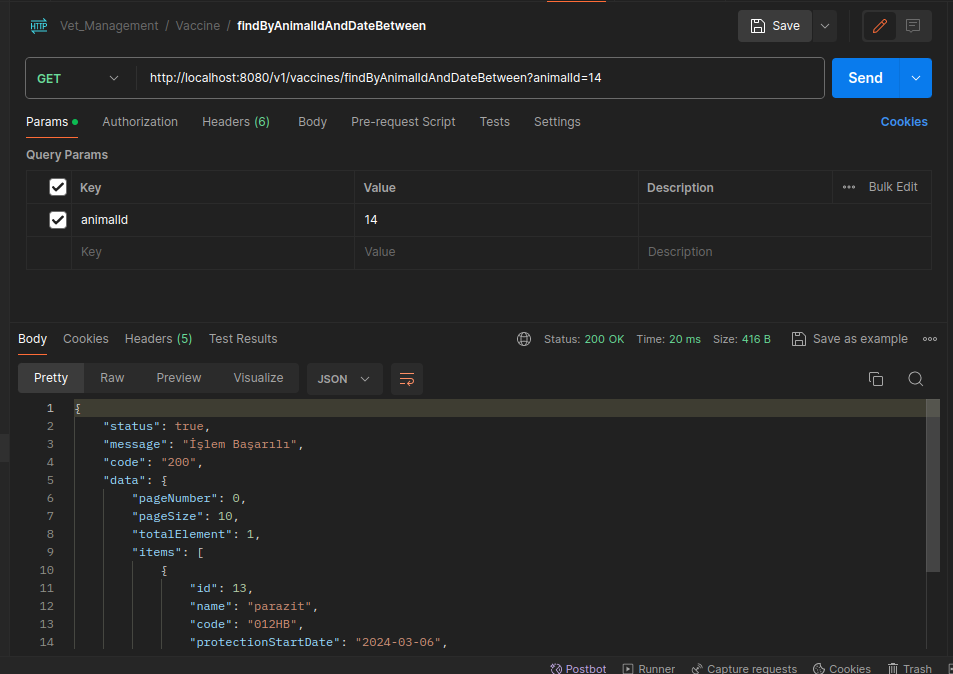 HTTP Vet_Management / Vaccine / findByAnimalIdAndDateBetween Save
GET http://localhost:8080/v1/vaccines/findByAnimalIdAndDateBetween?animalId=14 Send
Params Authorization Headers (6) Body Pre-request Script Tests Settings Cookies
Query Params
Key Value Description Bulk Edit
animalId 14
Key Value Description
Body Cookies Headers (5) Test Results Status: 200 OK Time: 20 ms Size: 416 B Save as example
Pretty Raw Preview Visualize JSON
1 {
2 "status": true,
3 "message": "İşlem Başarılı",
4 "code": "200",
5 "data": {
6 "pageNumber": 0,
7 "pageSize": 10,
8 "totalElement": 1,
9 "items": [
10 {
11 "id": 13,
12 "name": "parazit",
13 "code": "012HB",
14 "protectionStartDate": "2024-03-06",
Postbot Runner Capture requests Cookies Trash